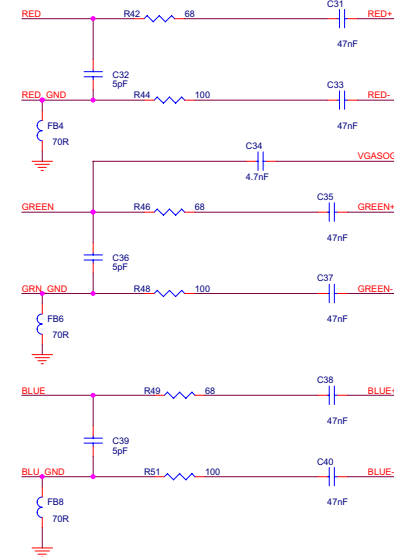 C31
RED R42 68 RED+
47nF
C32
5pF
C33
RED_GND R44 100 RED-
47nF
FB4
70R
C34
VGASOG
4.7nF
C35
GREEN R46 68 GREEN+
47nF
C36
5pF
C37
GRN_GND R48 100 GREEN-
47nF
FB6
70R
C38
BLUE R49 68 BLUE+
47nF
C39
5pF
C40
BLU_GND R51 100 BLUE-
47nF
FB8
70R